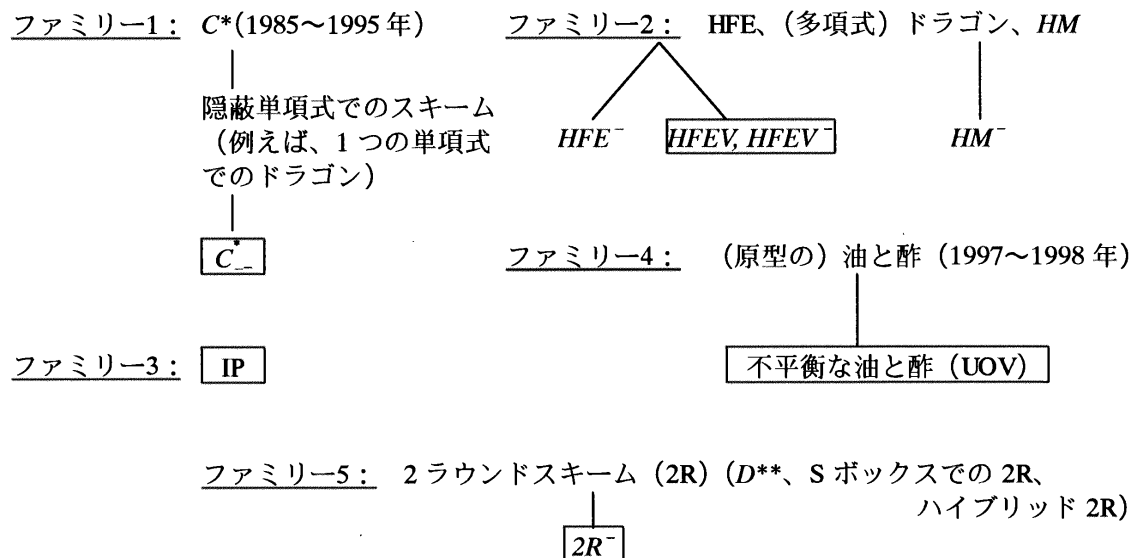 ファミリー1： C*(1985～1995年)
隠蔽単項式でのスキーム
（例えば、1つの単項式
でのドラゴン）
C*--
ファミリー2： HFE、（多項式）ドラゴン、HM
HFE⁻
HFEV, HFEV⁻
HM⁻
ファミリー3： IP
ファミリー4： （原型の）油と酢（1997～1998年）
不平衡な油と酢（UOV）
ファミリー5： 2ラウンドスキーム（2R）（D**、Sボックスでの2R、
ハイブリッド2R）
2R⁻